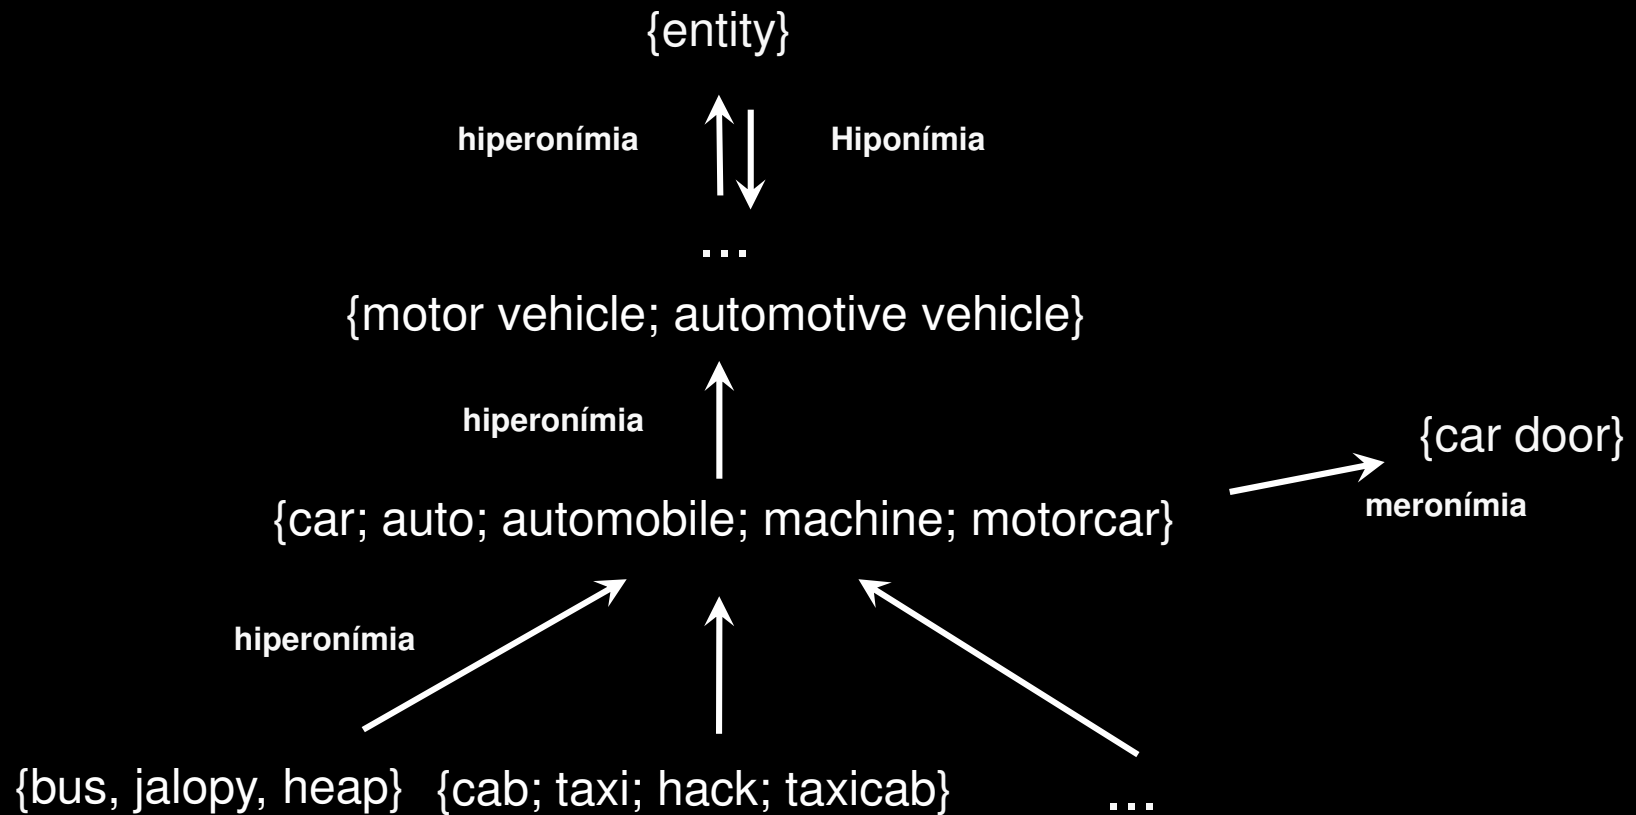 {entity}
hiperonímia
Hiponímia
...
{motor vehicle; automotive vehicle}
hiperonímia
{car door}
meronímia
{car; auto; automobile; machine; motorcar}
hiperonímia
{bus, jalopy, heap}
{cab; taxi; hack; taxicab}
...